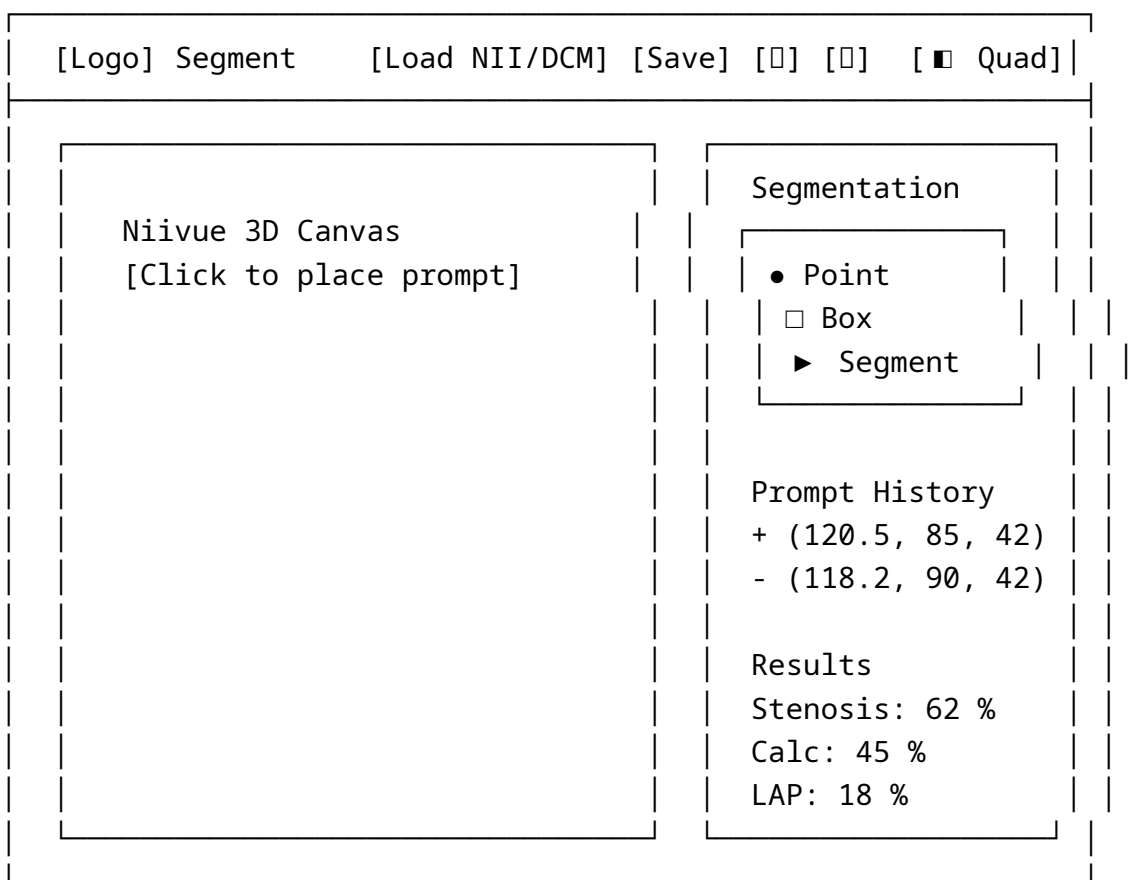 [Logo] Segment [Load NII/DCM] [Save] [▯] [▯] [◧ Quad]
Segmentation
Niivue 3D Canvas
[Click to place prompt]
● Point
□ Box
► Segment
Prompt History
+ (120.5, 85, 42)
- (118.2, 90, 42)
Results
Stenosis: 62 %
Calc: 45 %
LAP: 18 %